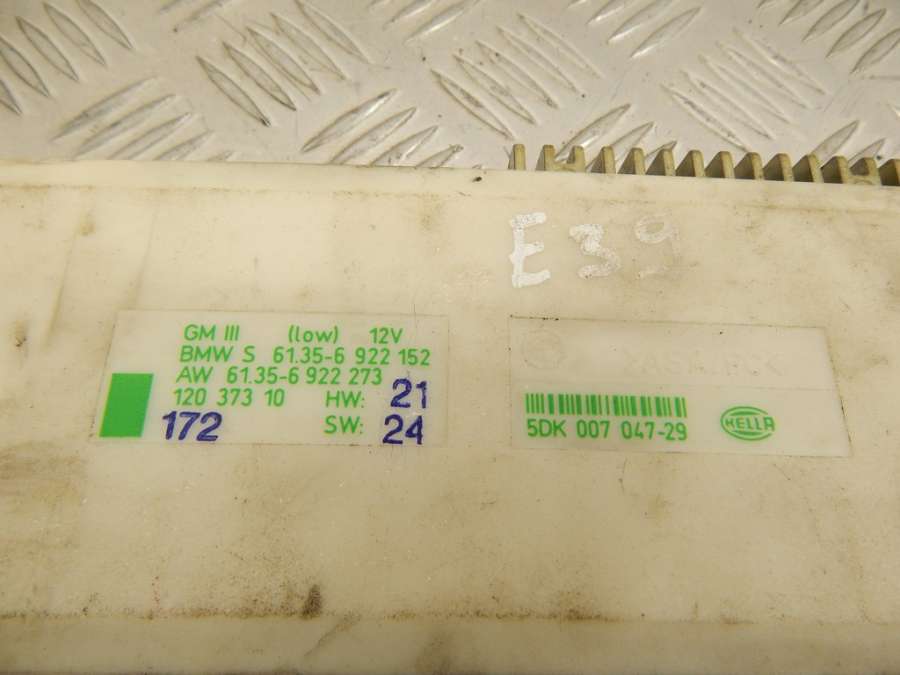 E39
GM III (low) 12V
BMW S 61.35-6 922 152
AW 61.35-6 922 273
120 373 10 HW: 21
172 SW: 24
5DK 007 047-29
HELLA